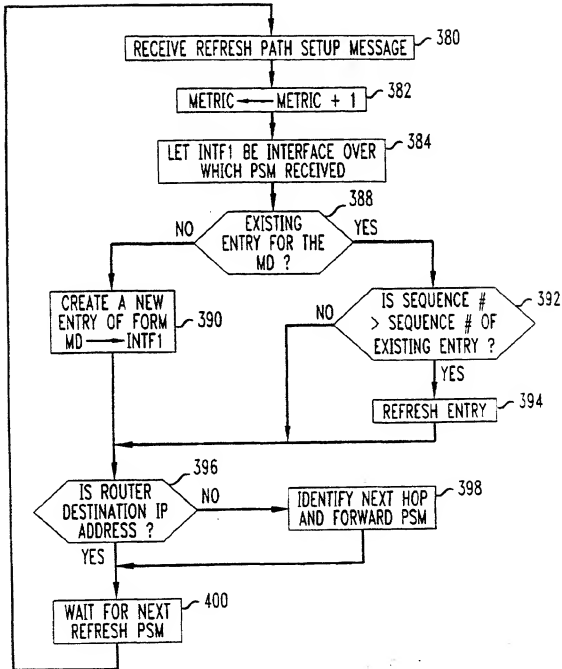 RECEIVE REFRESH PATH SETUP MESSAGE
380
METRIC ← METRIC + 1
382
LET INTF1 BE INTERFACE OVER
WHICH PSM RECEIVED
384
388
EXISTING
ENTRY FOR THE
MD ?
NO
YES
CREATE A NEW
ENTRY OF FORM
MD → INTF1
390
IS SEQUENCE #
> SEQUENCE # OF
EXISTING ENTRY ?
392
NO
YES
REFRESH ENTRY
394
396
IS ROUTER
DESTINATION IP
ADDRESS ?
NO
IDENTIFY NEXT HOP
AND FORWARD PSM
398
YES
WAIT FOR NEXT
REFRESH PSM
400